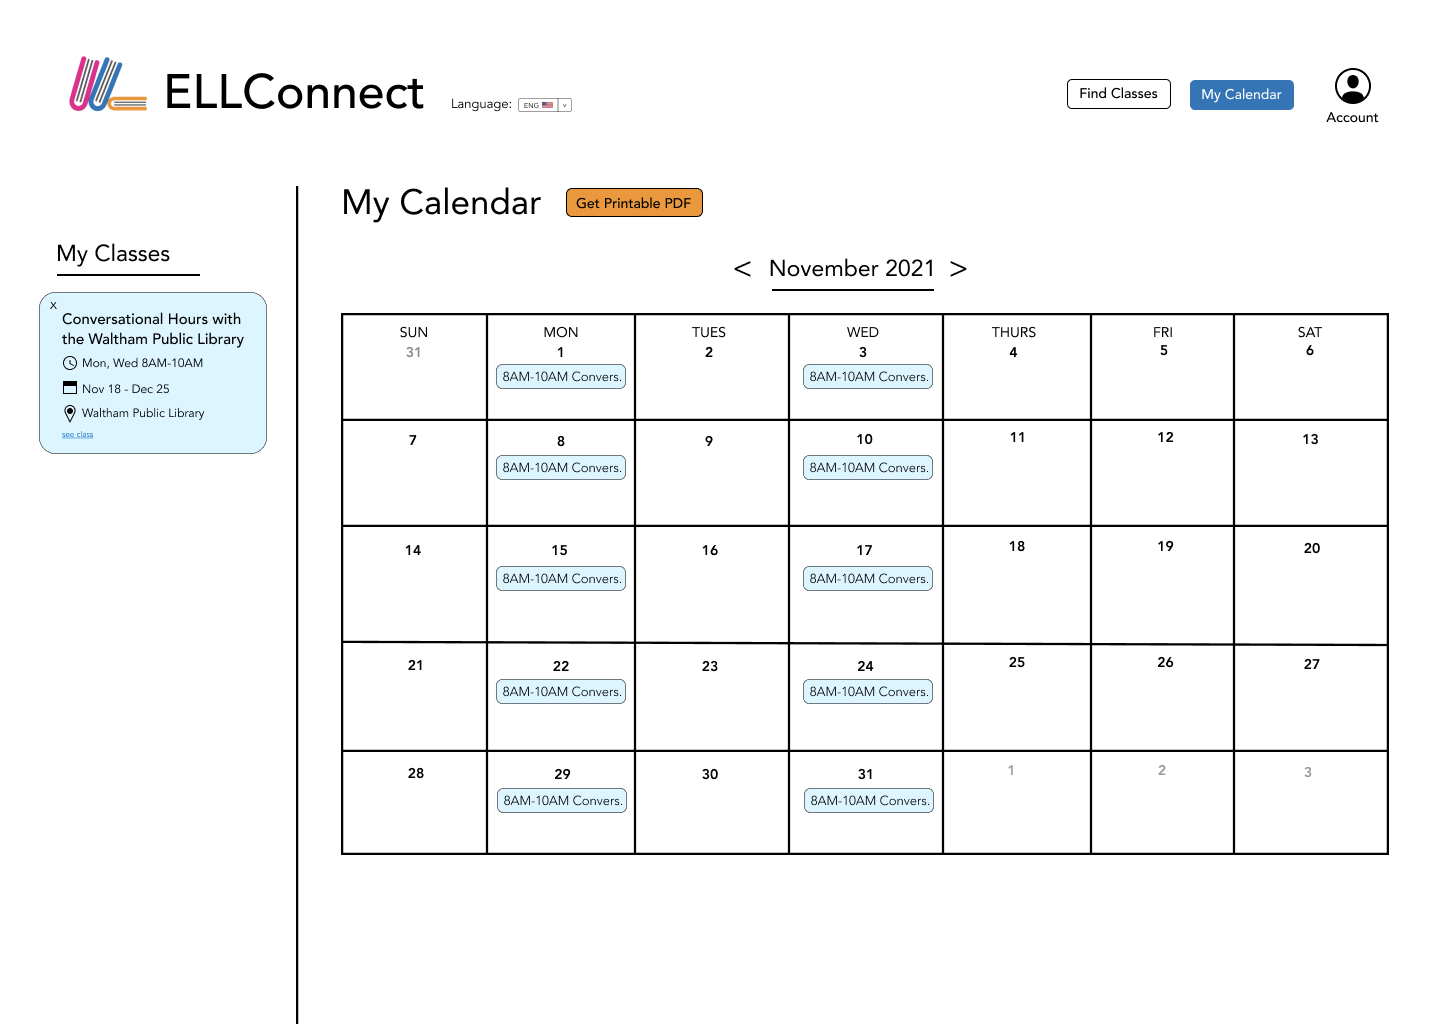 ELLConnect
Language: ENG v
Find Classes
My Calendar
Account
My Calendar
Get Printable PDF
My Classes
< November 2021 >
x
Conversational Hours with
the Waltham Public Library
Mon, Wed 8AM-10AM
Nov 18 - Dec 25
Waltham Public Library
see class
SUN MON TUES WED THURS FRI SAT
31 1 2 3 4 5 6
8AM-10AM Convers. 8AM-10AM Convers.
7 8 9 10 11 12 13
8AM-10AM Convers. 8AM-10AM Convers.
14 15 16 17 18 19 20
8AM-10AM Convers. 8AM-10AM Convers.
21 22 23 24 25 26 27
8AM-10AM Convers. 8AM-10AM Convers.
28 29 30 31 1 2 3
8AM-10AM Convers. 8AM-10AM Convers.